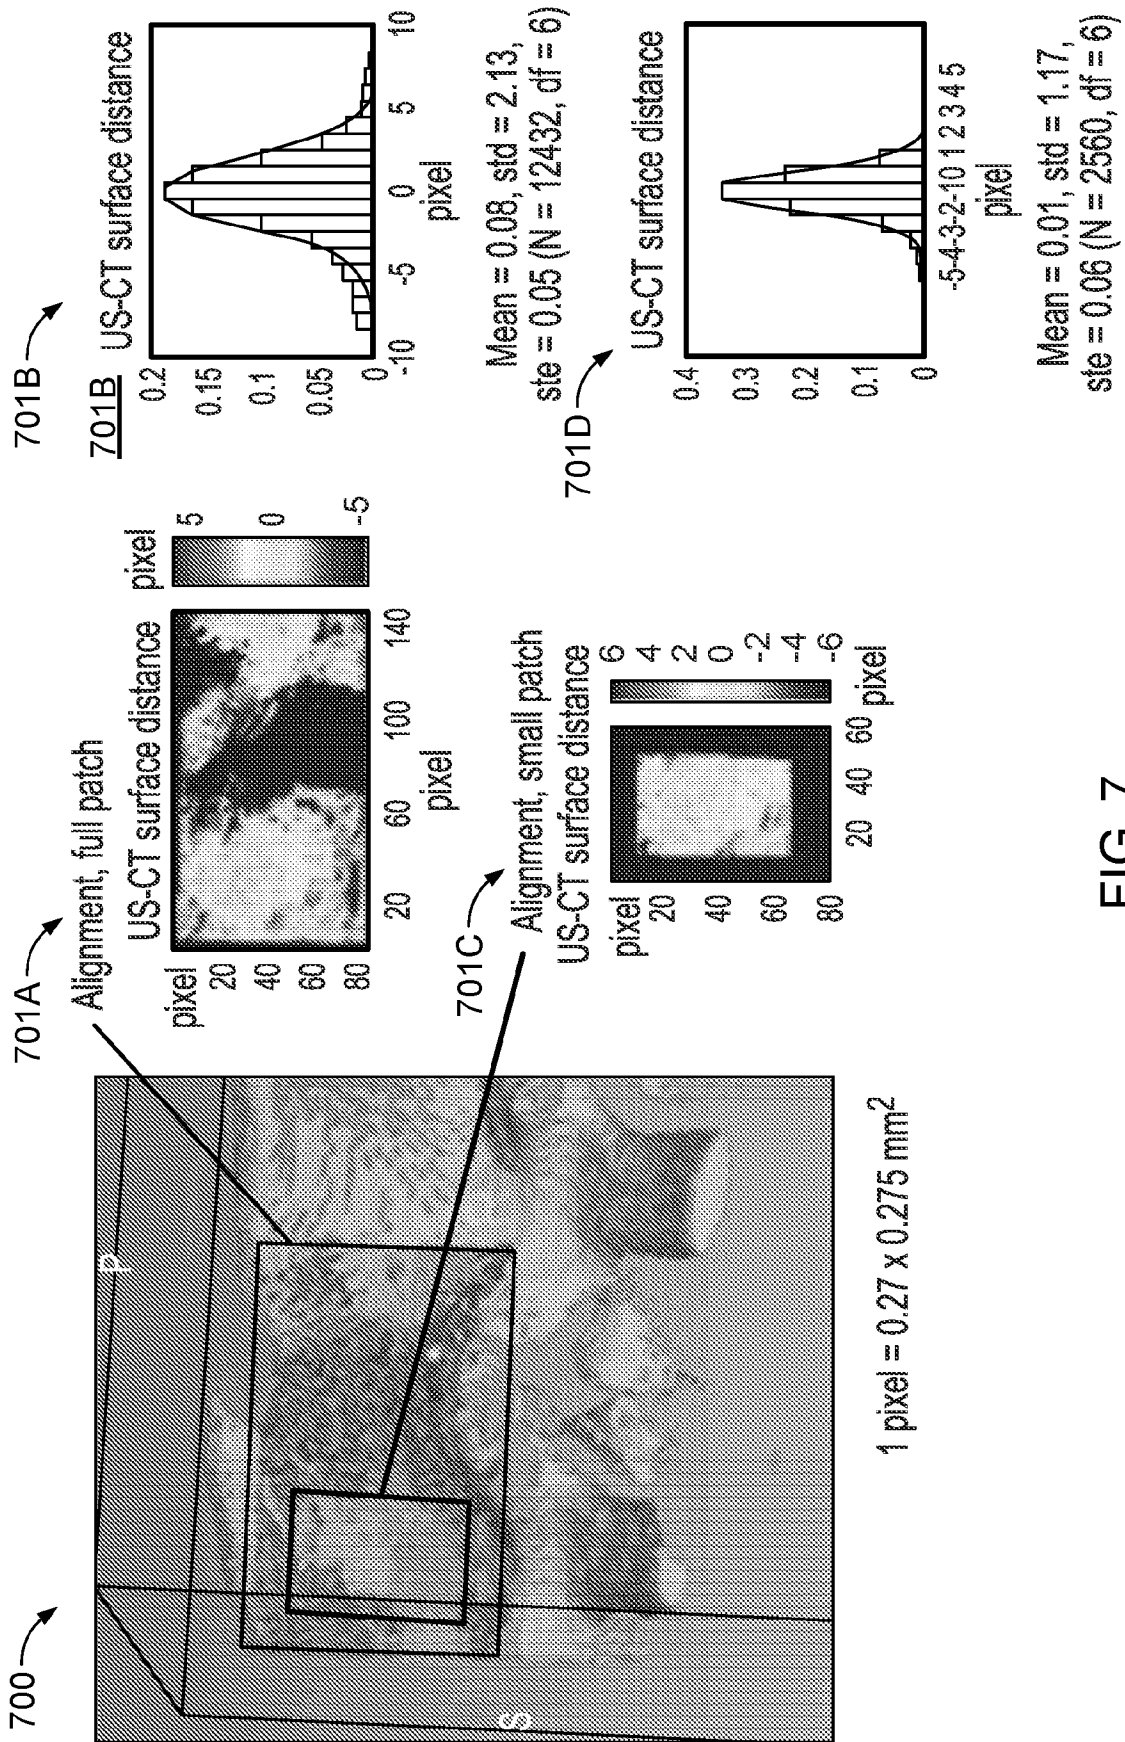 700
P
S
1 pixel = 0.27 x 0.275 mm²
701A
Alignment, full patch
US-CT surface distance
pixel
20
40
60
80
20
60
100
140
pixel
pixel
5
0
-5
701C
Alignment, small patch
US-CT surface distance
pixel
20
40
60
80
20
40
60
6
4
2
0
-2
-4
-6
pixel
701B
701B
US-CT surface distance
0.2
0.15
0.1
0.05
0
-10
-5
0
5
10
pixel
Mean = 0.08, std = 2.13,
ste = 0.05 (N = 12432, df = 6)
701D
US-CT surface distance
0.4
0.3
0.2
0.1
0
-5-4-3-2-10 1 2 3 4 5
pixel
Mean = 0.01, std = 1.17,
ste = 0.06 (N = 2560, df = 6)
FIG. 7